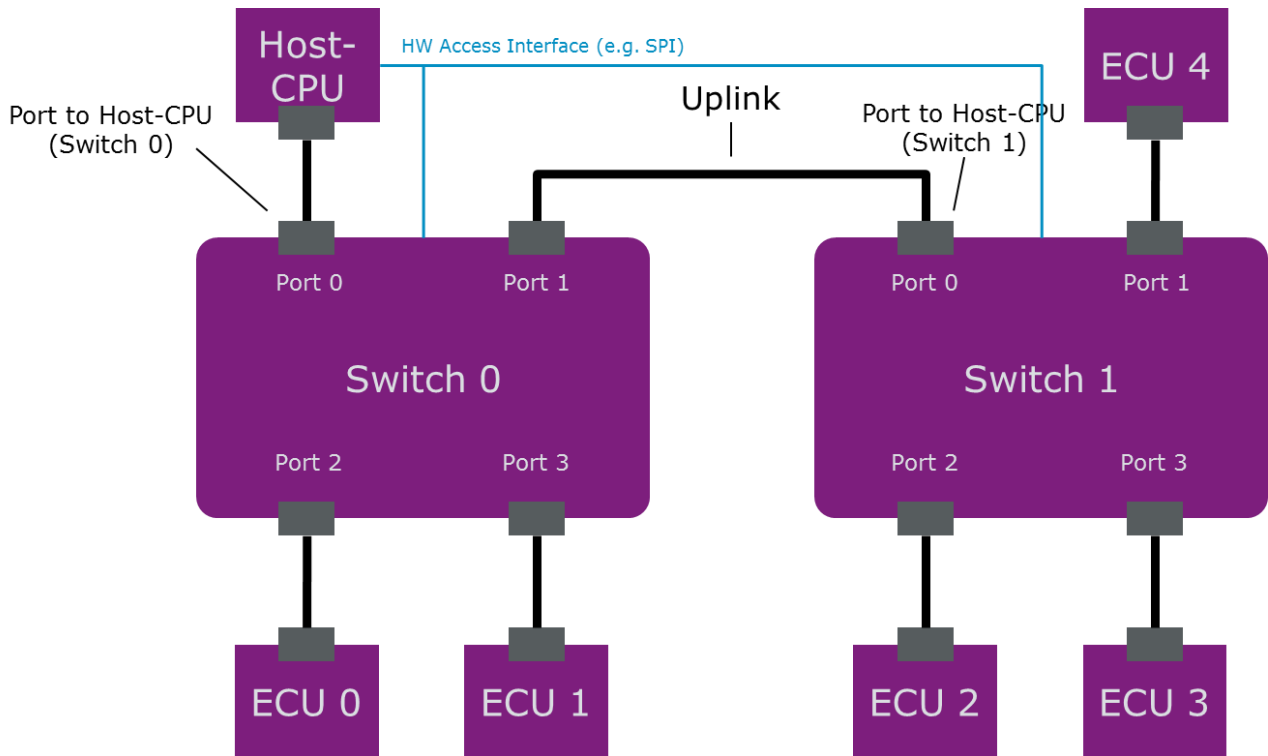 Host-
CPU
HW Access Interface (e.g. SPI)
ECU 4
Uplink
Port to Host-CPU
(Switch 0)
Port to Host-CPU
(Switch 1)
Port 0
Port 1
Port 0
Port 1
Switch 0
Switch 1
Port 2
Port 3
Port 2
Port 3
ECU 0
ECU 1
ECU 2
ECU 3